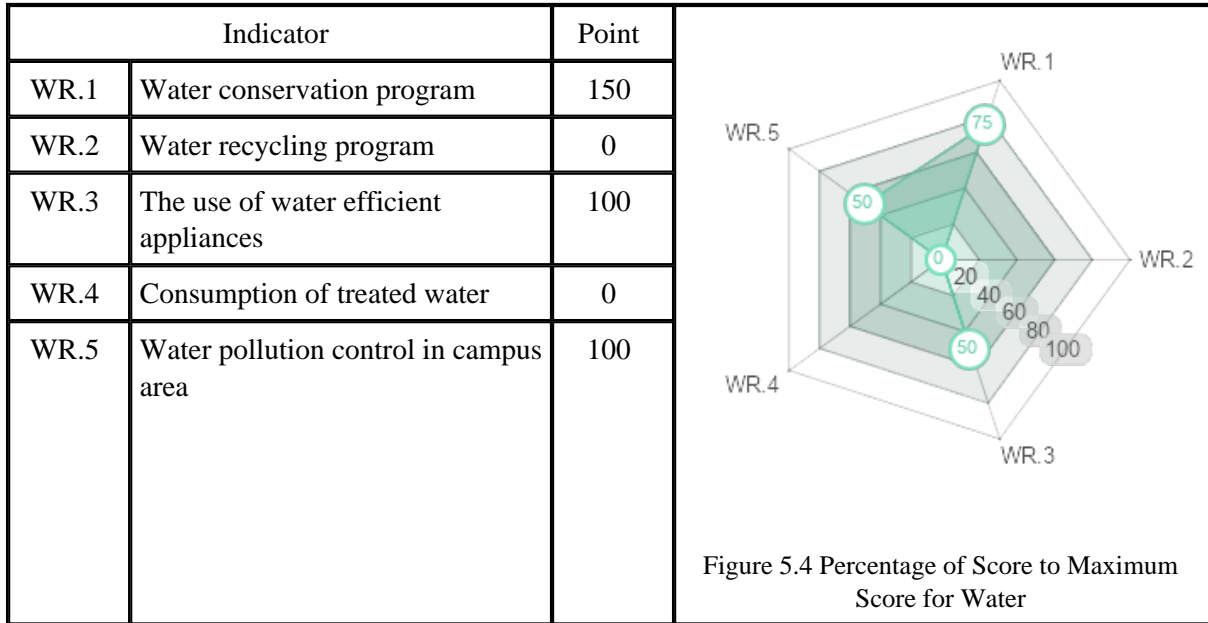 Indicator Point
WR.1 Water conservation program 150
WR.2 Water recycling program 0
WR.3 The use of water efficient
appliances 100
WR.4 Consumption of treated water 0
WR.5 Water pollution control in campus
area 100
WR.1
75
WR.5
50
WR.2
0
20
40
60
80
100
50
WR.4
WR.3
Figure 5.4 Percentage of Score to Maximum
Score for Water